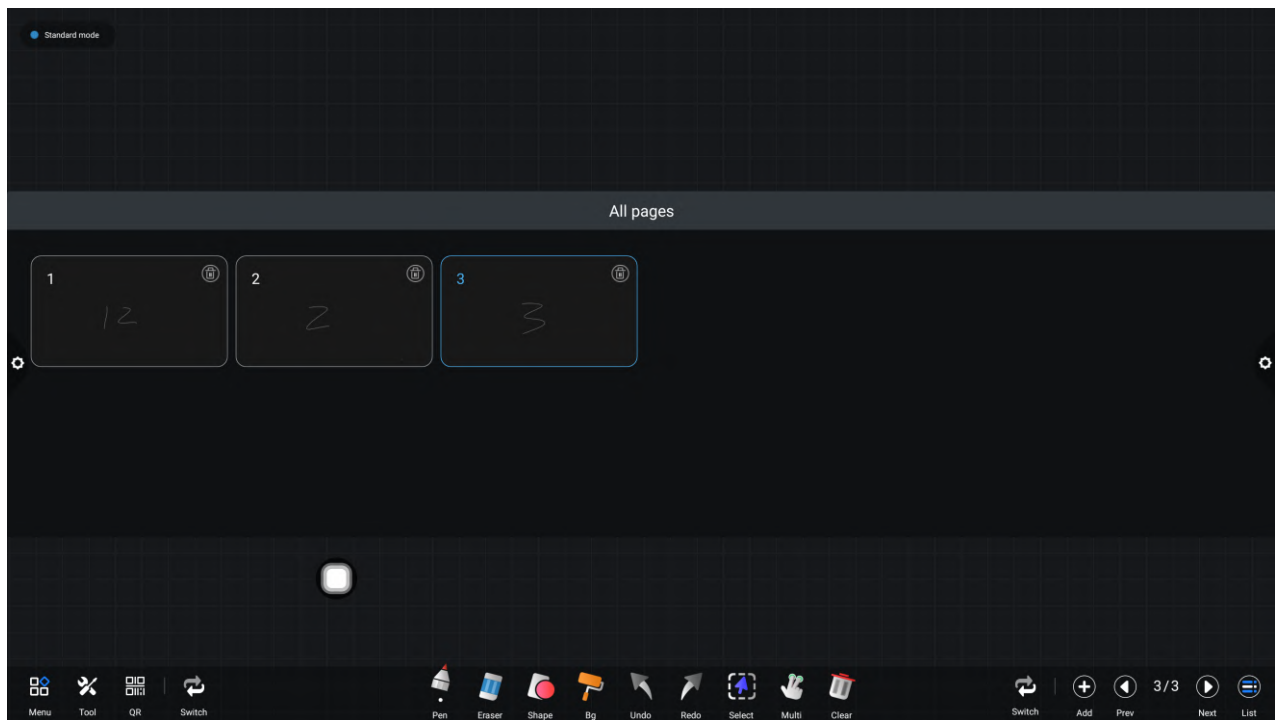 Standard mode
All pages
1
2
3
12
2
3
Menu Tool QR Switch Pen Eraser Shape Bg Undo Redo Select Multi Clear Switch Add Prev 3/3 Next List